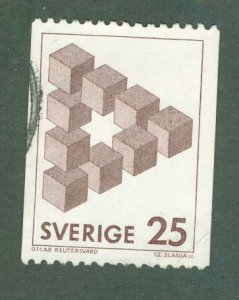 SVERIGE 25
OSCAR REUTERSVÄRD CZ. SLANIA SC.